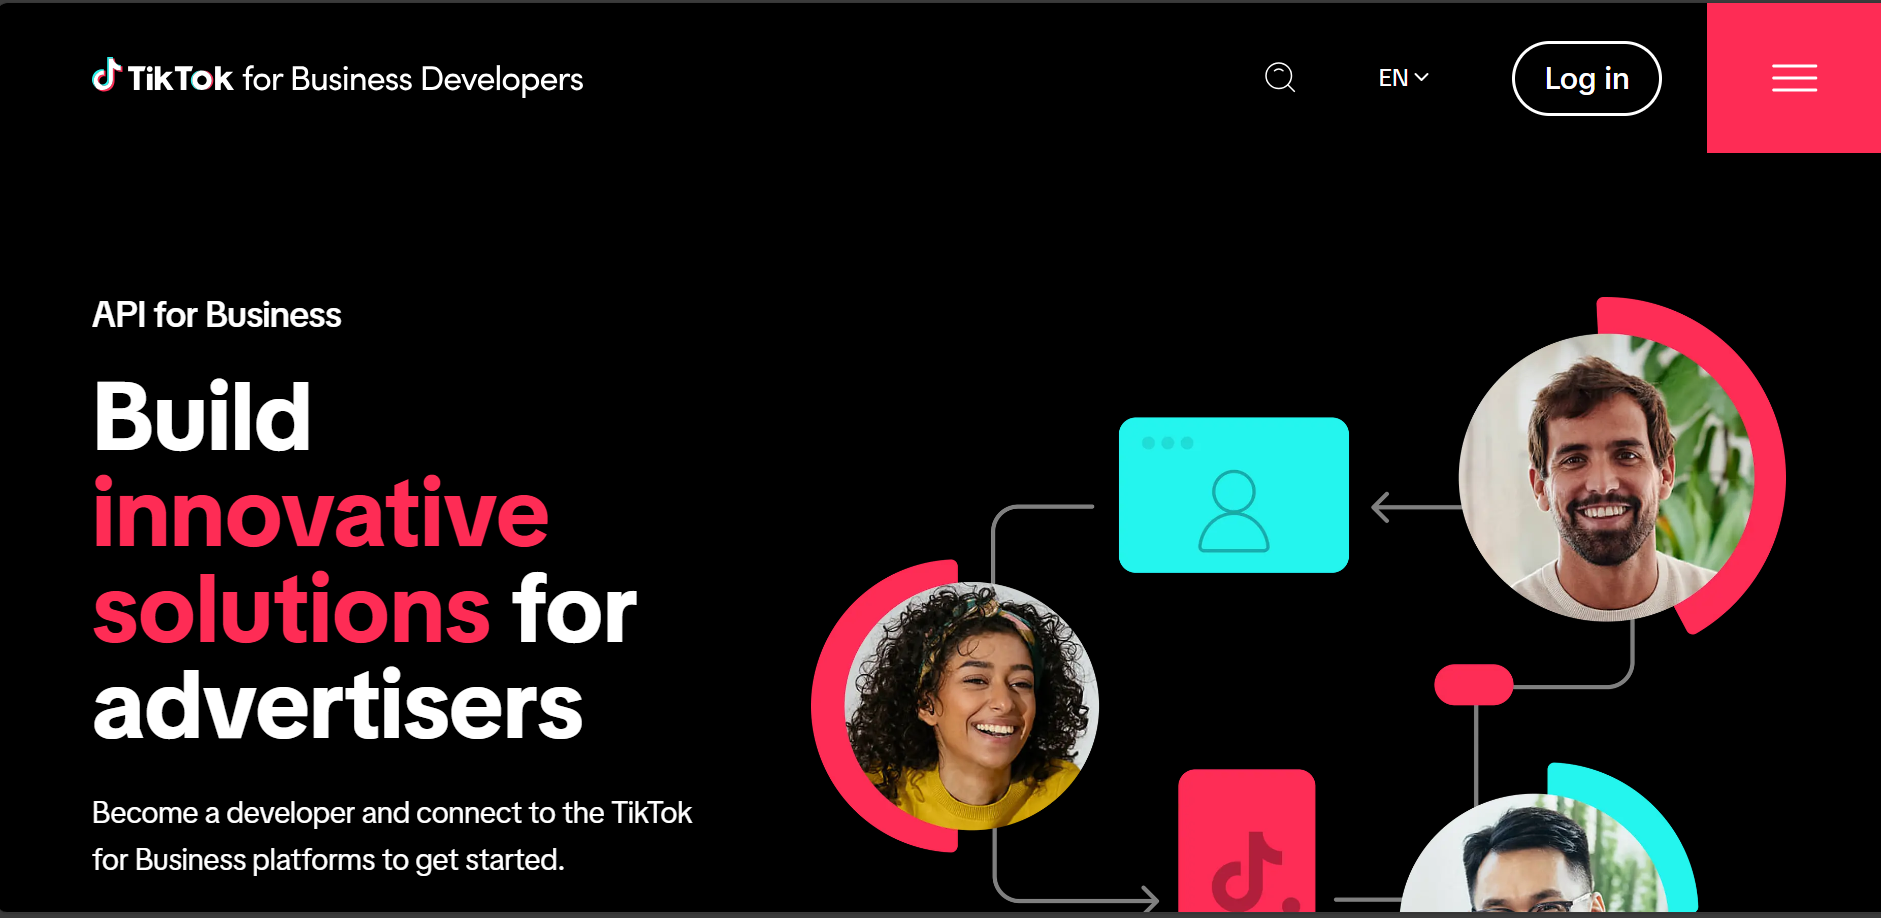 TikTok for Business Developers
EN
Log in
API for Business
Build
innovative
solutions for
advertisers
Become a developer and connect to the TikTok
for Business platforms to get started.